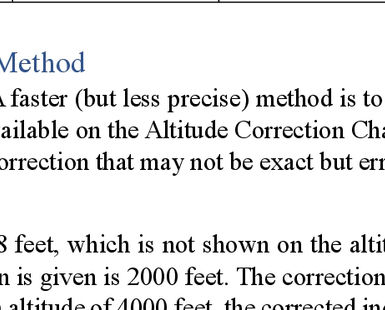 Method
A faster (but less precise) method is to
ailable on the Altitude Correction Cha
orrection that may not be exact but err
8 feet, which is not shown on the altit
n is given is 2000 feet. The correction
altitude of 4000 feet, the corrected in